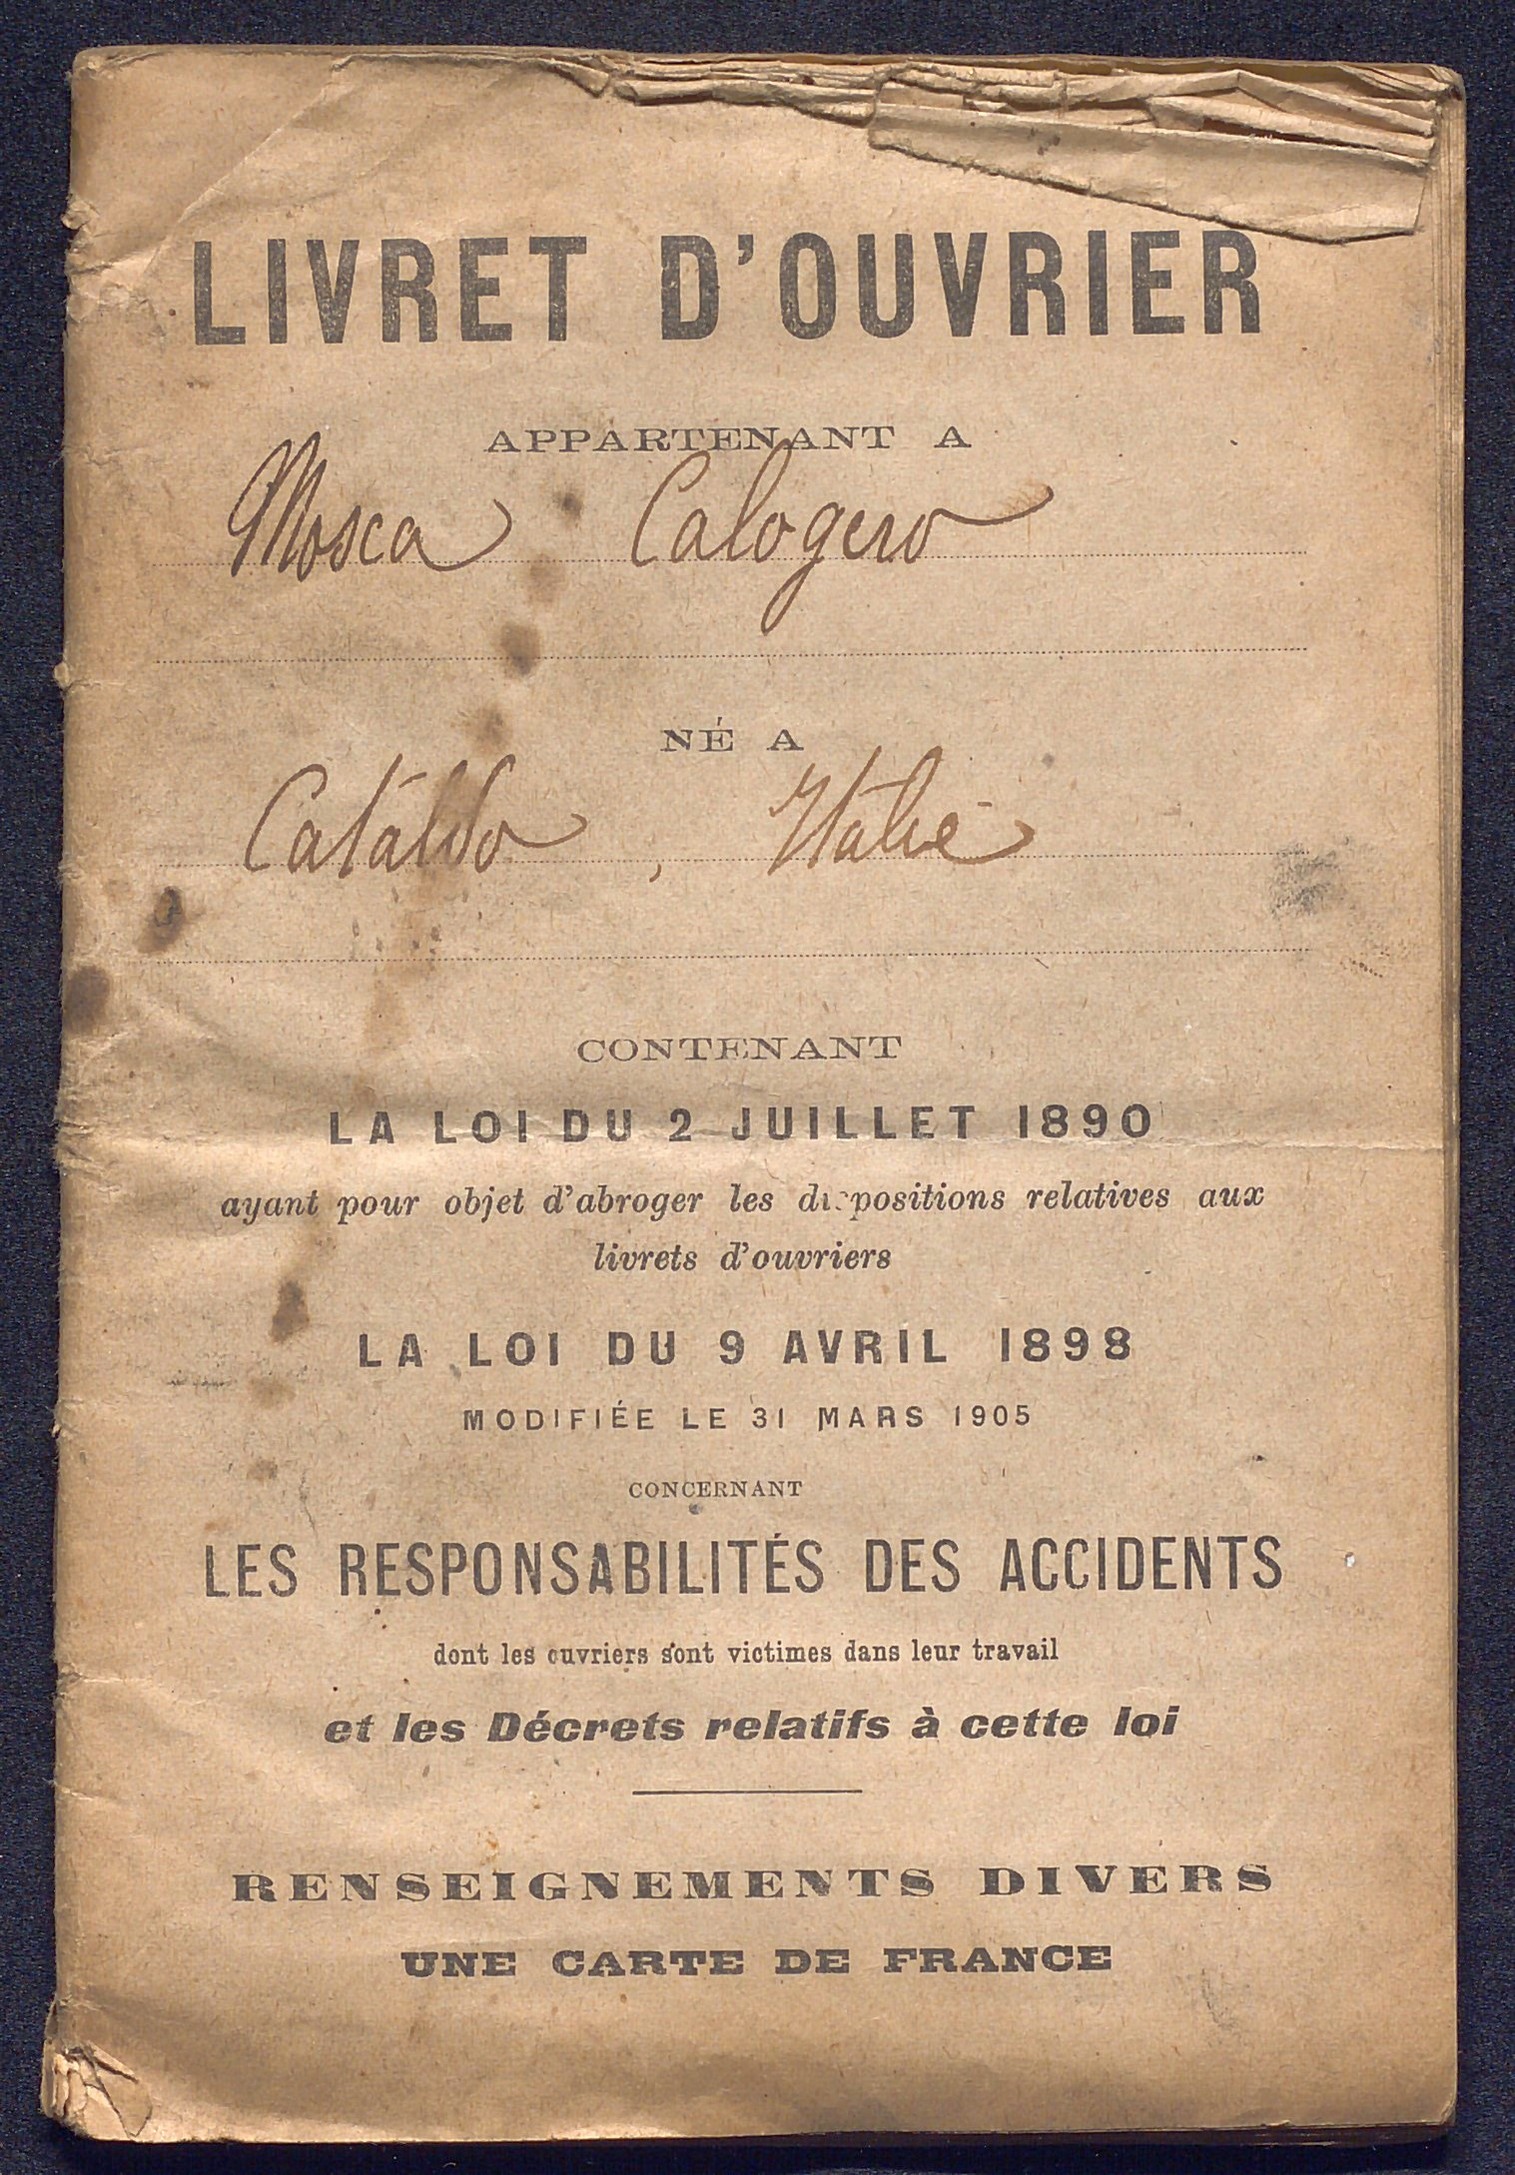 LIVRET D'OUVRIER
APPARTENANT A
Mosca Calogero
NÉ A
Cataldo, Italie
CONTENANT
LA LOI DU 2 JUILLET 1890
ayant pour objet d'abroger les dispositions relatives aux
livrets d'ouvriers
LA LOI DU 9 AVRIL 1898
MODIFIÉE LE 31 MARS 1905
CONCERNANT
LES RESPONSABILITÉS DES ACCIDENTS
dont les ouvriers sont victimes dans leur travail
et les Décrets relatifs à cette loi
RENSEIGNEMENTS DIVERS
UNE CARTE DE FRANCE